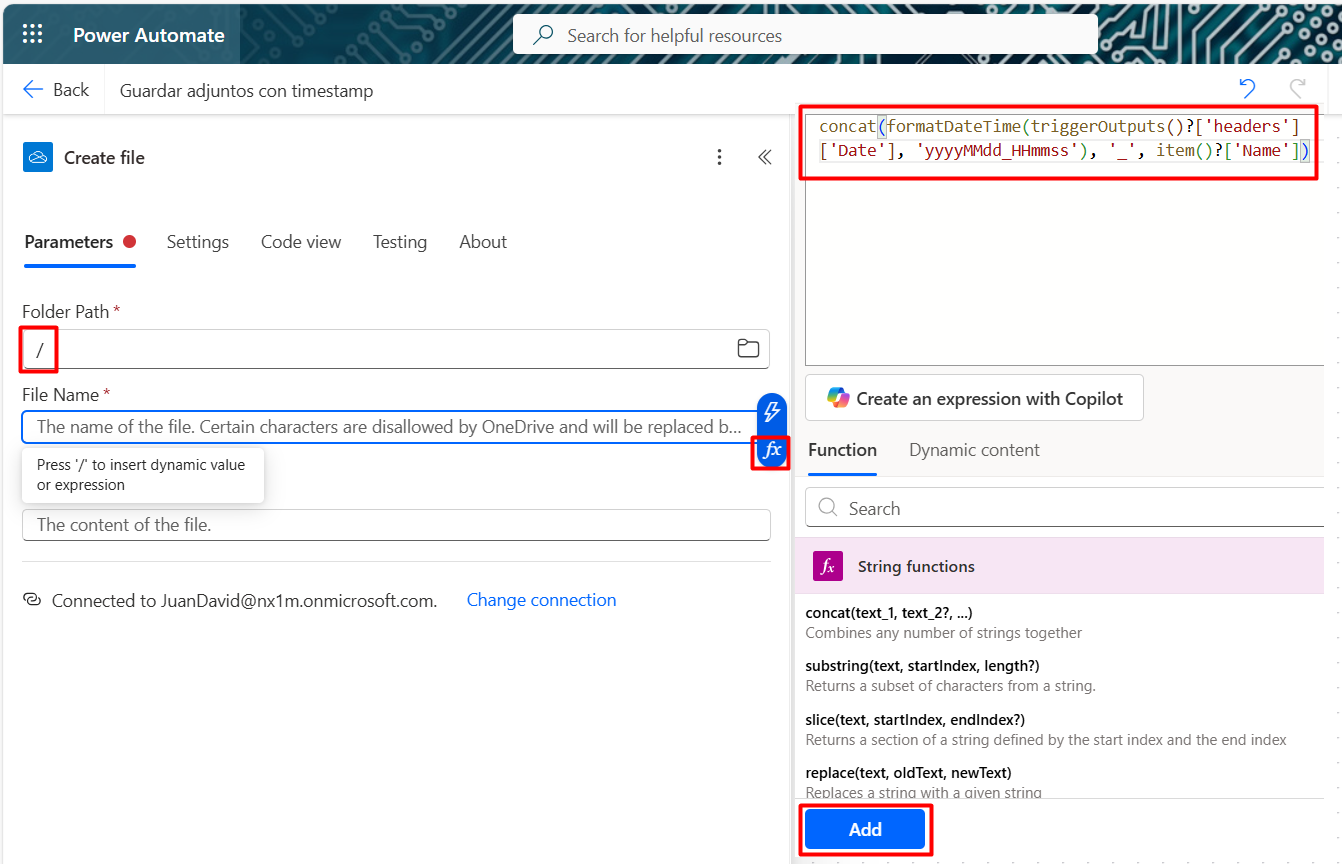 Power Automate
Search for helpful resources
Back
Guardar adjuntos con timestamp
Create file
Parameters
Settings
Code view
Testing
About
Folder Path *
/
File Name *
The name of the file. Certain characters are disallowed by OneDrive and will be replaced b...
fx
Press '/' to insert dynamic value
or expression
The content of the file.
Connected to JuanDavid@nx1m.onmicrosoft.com.
Change connection
concat(formatDateTime(triggerOutputs()?['headers']
['Date'], 'yyyyMMdd_HHmmss'), '_', item()?['Name'])
Create an expression with Copilot
Function
Dynamic content
Search
fx
String functions
concat(text_1, text_2?, ...)
Combines any number of strings together
substring(text, startIndex, length?)
Returns a subset of characters from a string.
slice(text, startIndex, endIndex?)
Returns a section of a string defined by the start index and the end index
replace(text, oldText, newText)
Replaces a string with a given string
Add